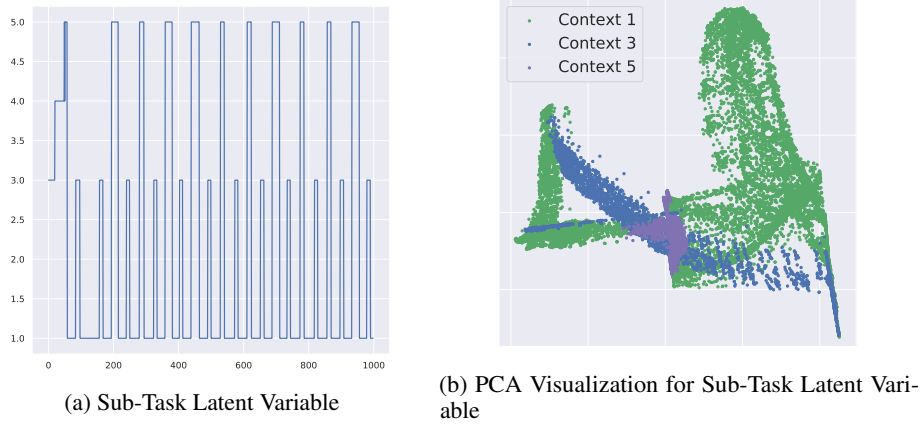 5.0
4.5
4.0
3.5
3.0
2.5
2.0
1.5
1.0
0
200
400
600
800
1000
(a) Sub-Task Latent Variable
Context 1
Context 3
Context 5
(b) PCA Visualization for Sub-Task Latent Vari-
able